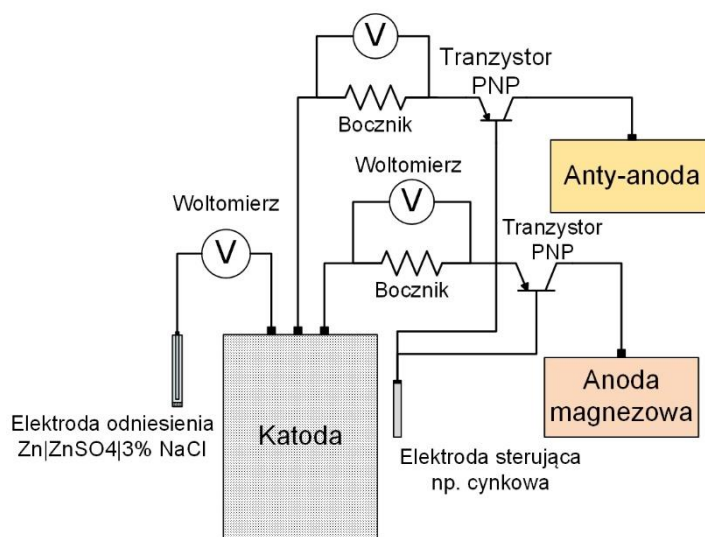 V
Tranzystor
PNP
Bocznik
Anty-anoda
Woltomierz
V
Woltomierz
V
Tranzystor
PNP
Bocznik
Elektroda odniesienia
Zn|ZnSO4|3% NaCl
Katoda
Anoda
magnezowa
Elektroda sterująca
np. cynkowa